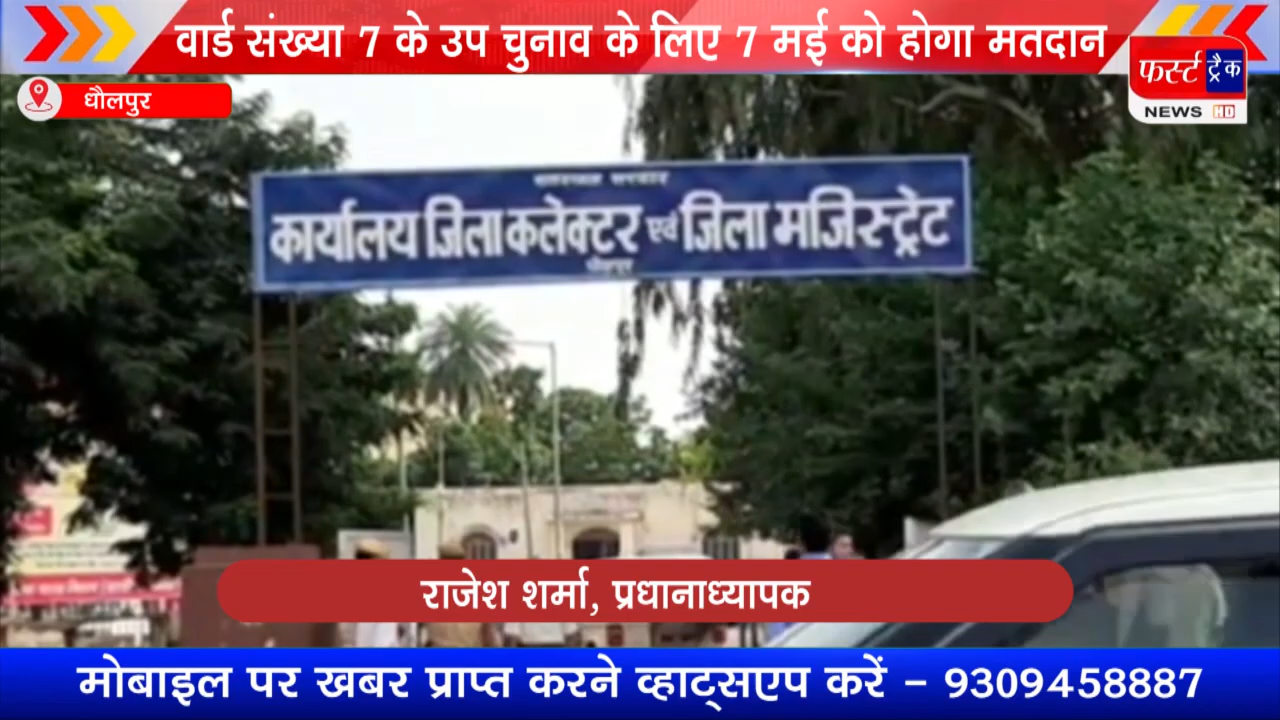 वार्ड संख्या 7 के उप चुनाव के लिए 7 मई को होगा मतदान
फर्स्ट ट्रैक
NEWS HD
धौलपुर
कार्यालय जिला कलेक्टर एवं जिला मजिस्ट्रेट
राजेश शर्मा, प्रधानाध्यापक
मोबाइल पर खबर प्राप्त करने व्हाट्सएप करें - 9309458887